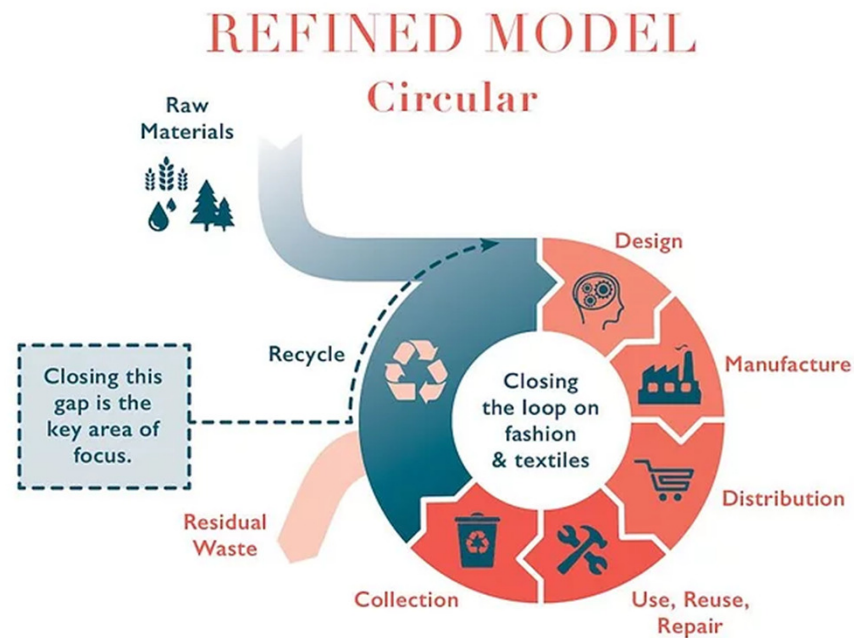 REFINED MODEL
Circular
Raw
Materials
Design
Recycle
Manufacture
Closing this
gap is the
key area of
focus.
Closing
the loop on
fashion
& textiles
Distribution
Residual
Waste
Collection
Use, Reuse,
Repair